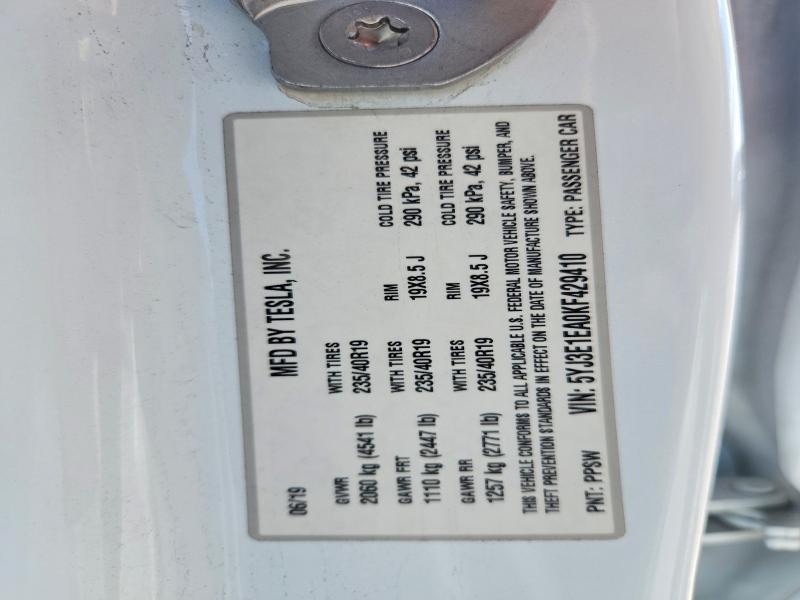 06/19 MFD BY TESLA, INC.
GVWR WITH TIRES
2060 kg (4541 lb) 235/40R19
GAWR FRT WITH TIRES RIM COLD TIRE PRESSURE
1110 kg (2447 lb) 235/40R19 19X8.5 J 290 kPa, 42 psi
GAWR RR WITH TIRES RIM COLD TIRE PRESSURE
1257 kg (2771 lb) 235/40R19 19X8.5 J 290 kPa, 42 psi
THIS VEHICLE CONFORMS TO ALL APPLICABLE U.S. FEDERAL MOTOR VEHICLE SAFETY, BUMPER, AND
THEFT PREVENTION STANDARDS IN EFFECT ON THE DATE OF MANUFACTURE SHOWN ABOVE.
PNT: PPSW VIN: 5YJ3E1EA0KF429410 TYPE: PASSENGER CAR